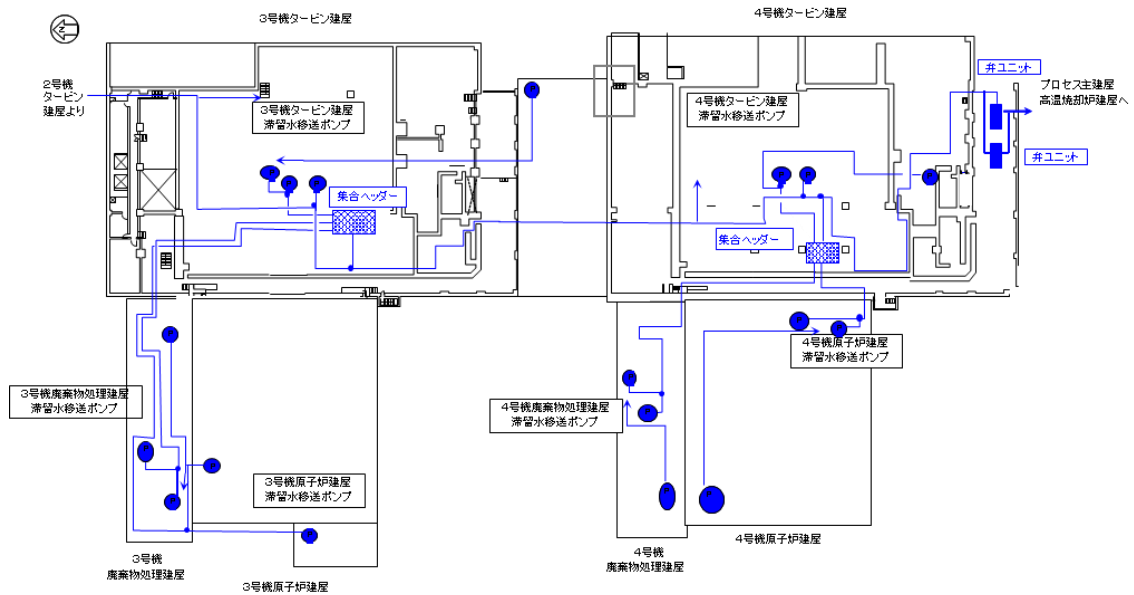 3号機タービン建屋
4号機タービン建屋
N
2号機
タービン
建屋より
3号機タービン建屋
滞留水移送ポンプ
4号機タービン建屋
滞留水移送ポンプ
弁ユニット
プロセス主建屋
高温焼却炉建屋へ
弁ユニット
P
P
P
P
P
P
P
集合ヘッダー
集合ヘッダー
P
P
P
4号機原子炉建屋
滞留水移送ポンプ
3号機廃棄物処理建屋
滞留水移送ポンプ
P
4号機廃棄物処理建屋
滞留水移送ポンプ
P
P
P
3号機原子炉建屋
滞留水移送ポンプ
P
P
P
P
3号機
廃棄物処理建屋
3号機原子炉建屋
4号機
廃棄物処理建屋
4号機原子炉建屋